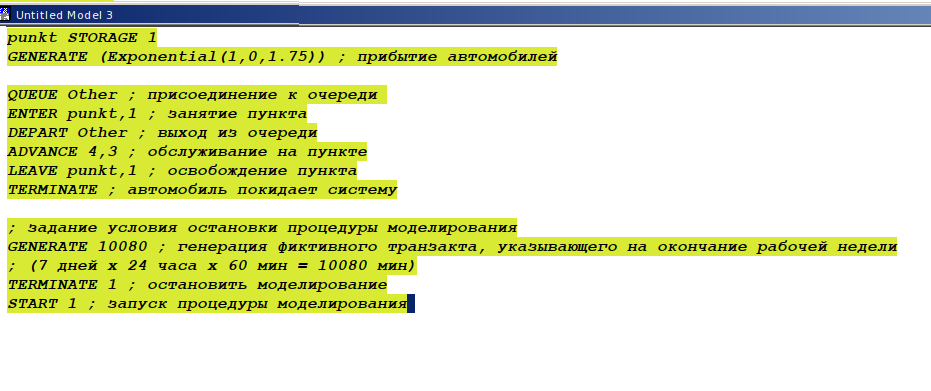 Untitled Model 3
punkt STORAGE 1
GENERATE (Exponential(1,0,1.75)) ; прибытие автомобилей
QUEUE Other ; присоединение к очереди
ENTER punkt,1 ; занятие пункта
DEPART Other ; выход из очереди
ADVANCE 4,3 ; обслуживание на пункте
LEAVE punkt,1 ; освобождение пункта
TERMINATE ; автомобиль покидает систему
; задание условия остановки процедуры моделирования
GENERATE 10080 ; генерация фиктивного транзакта, указывающего на окончание рабочей недели
; (7 дней x 24 часа x 60 мин = 10080 мин)
TERMINATE 1 ; остановить моделирование
START 1 ; запуск процедуры моделирования